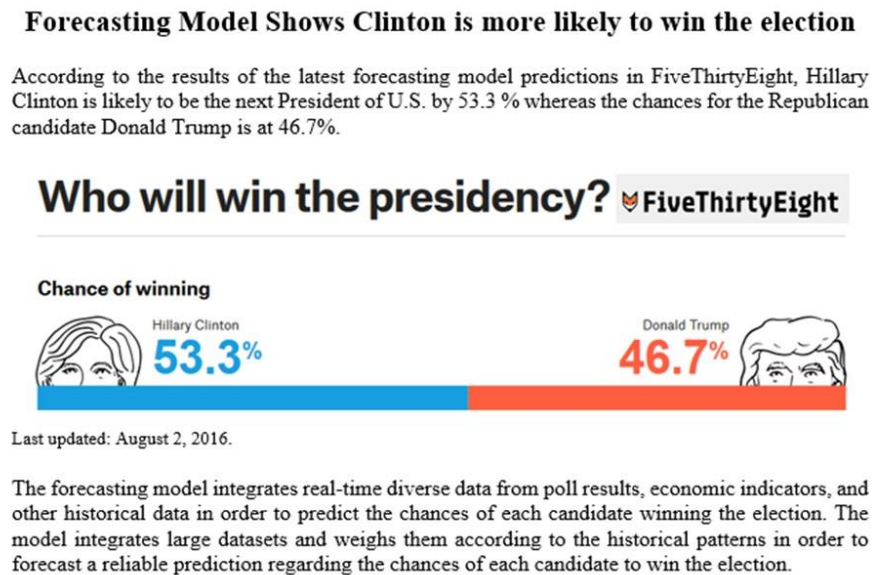 Forecasting Model Shows Clinton is more likely to win the election
According to the results of the latest forecasting model predictions in FiveThirtyEight, Hillary
Clinton is likely to be the next President of U.S. by 53.3 % whereas the chances for the Republican
candidate Donald Trump is at 46.7%.
Who will win the presidency? FiveThirtyEight
Chance of winning
Hillary Clinton
53.3%
Donald Trump
46.7%
Last updated: August 2, 2016.
The forecasting model integrates real-time diverse data from poll results, economic indicators, and
other historical data in order to predict the chances of each candidate winning the election. The
model integrates large datasets and weighs them according to the historical patterns in order to
forecast a reliable prediction regarding the chances of each candidate to win the election.